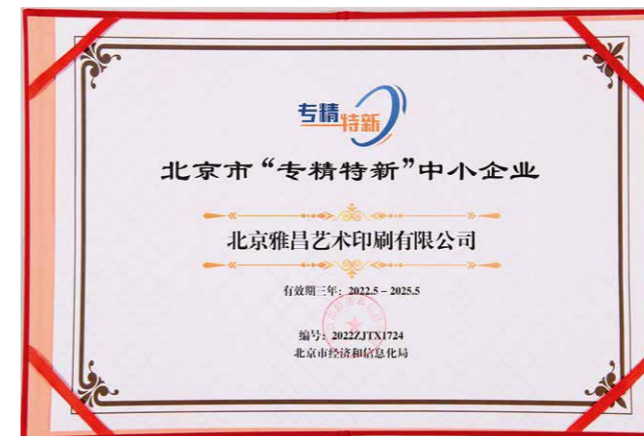 专精特新
北京市“专精特新”中小企业
北京雅昌艺术印刷有限公司
有效期三年：2022.5－2025.5
编号：2022ZJTX1724
北京市经济和信息化局